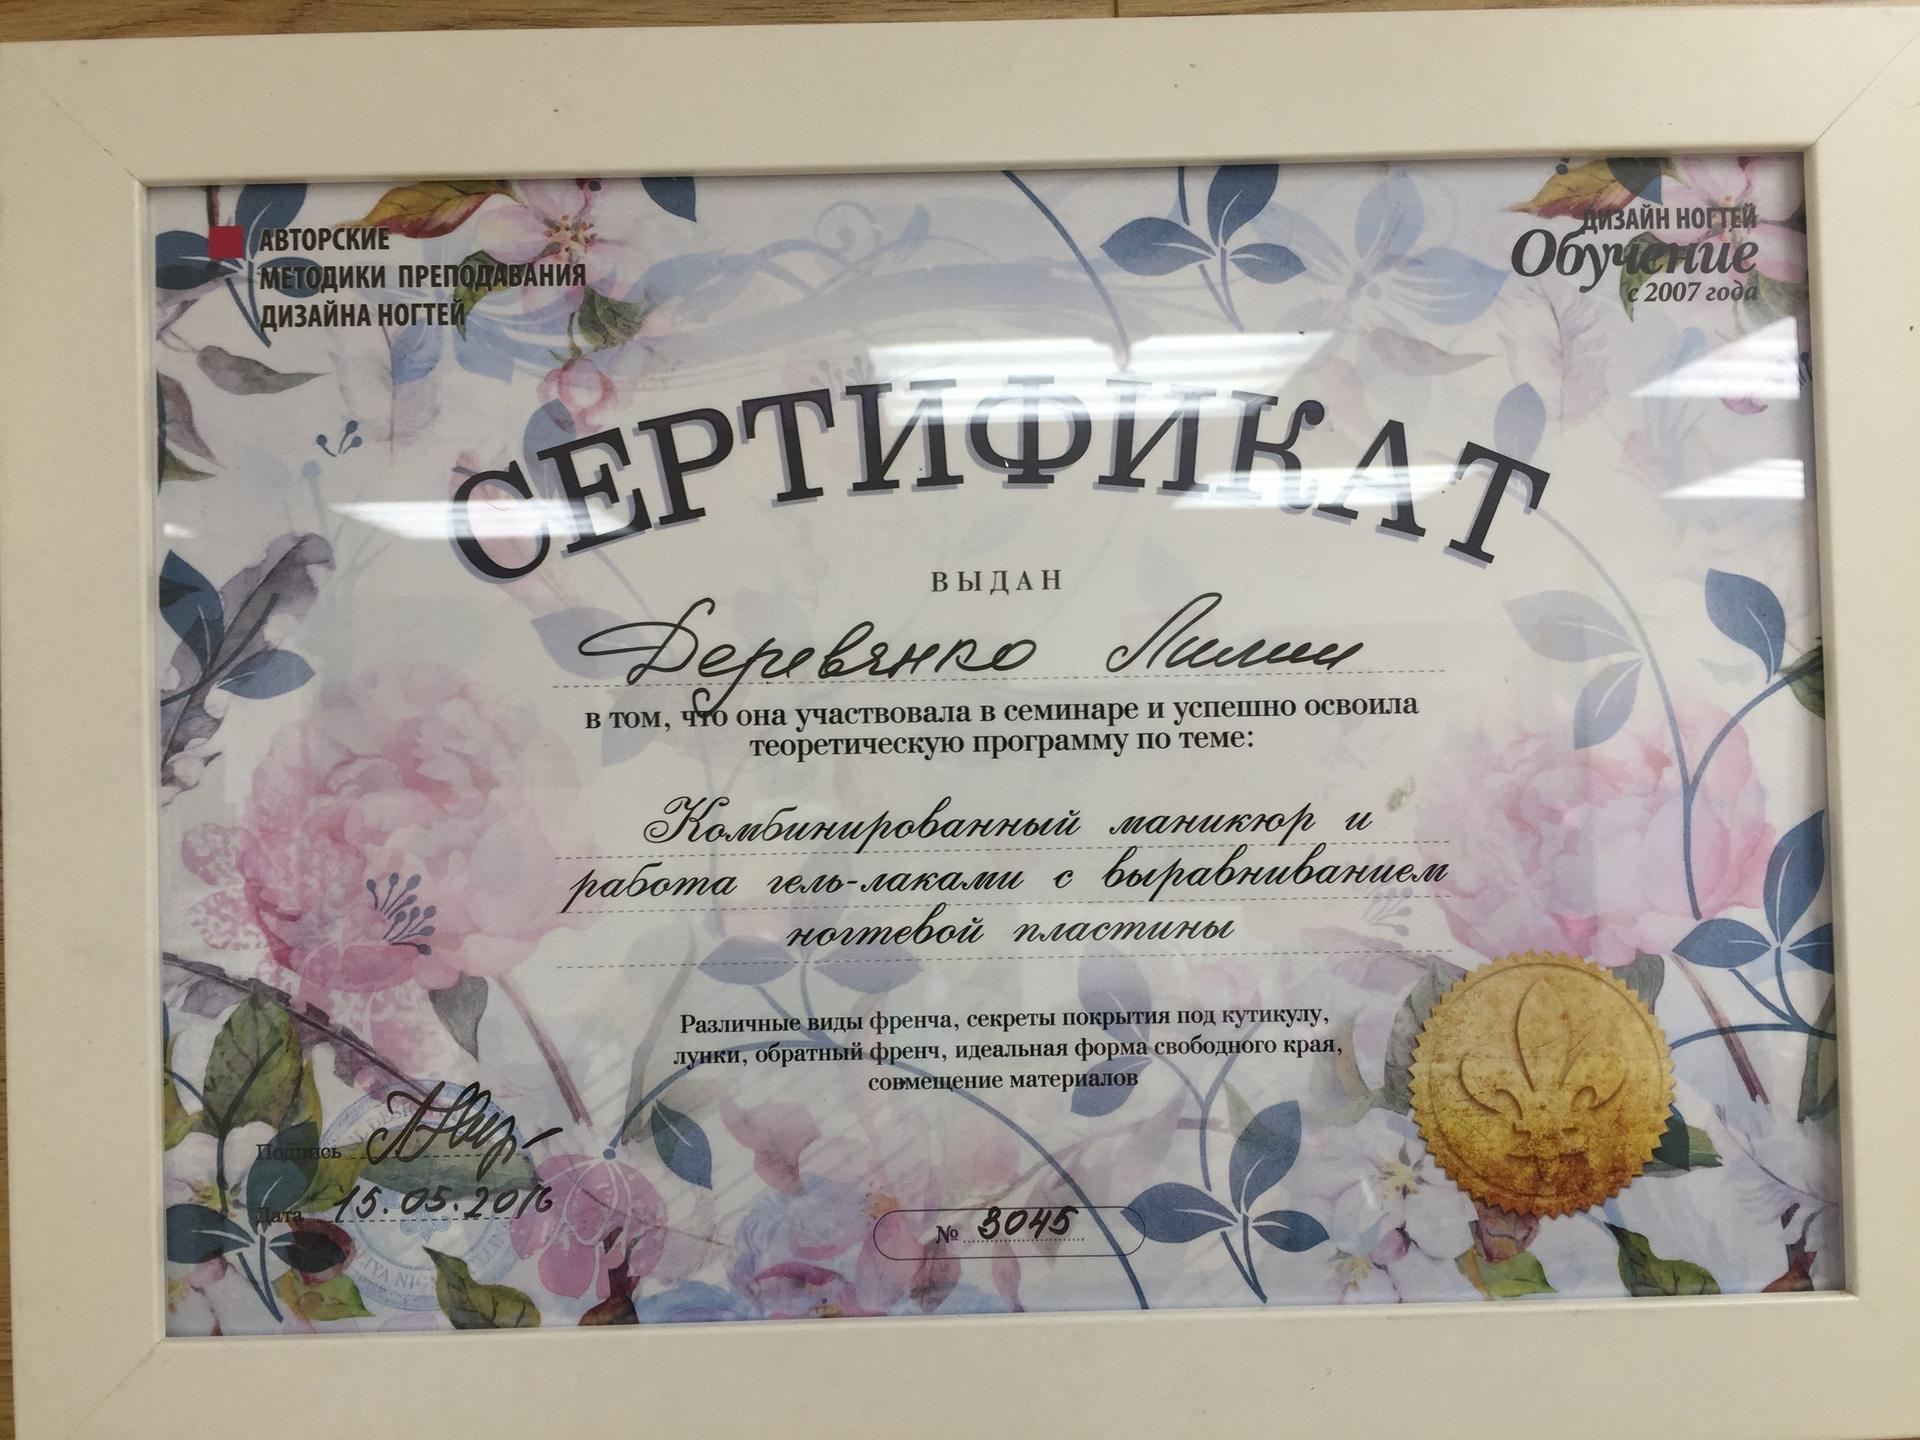 АВТОРСКИЕ
МЕТОДИКИ ПРЕПОДАВАНИЯ
ДИЗАЙНА НОГТЕЙ
ДИЗАЙН НОГТЕЙ
Обучение
с 2007 года
СЕРТИФИКАТ
ВЫДАН
Деревянко Лилии
в том, что она участвовала в семинаре и успешно освоила
теоретическую программу по теме:
Комбинированный маникюр и
работа гель-лаками с выравниванием
ногтевой пластины
Различные виды френча, секреты покрытия под кутикулу,
лунки, обратный френч, идеальная форма свободного края,
совмещение материалов
Подпись
Дата 15.05.2016
№ 3045